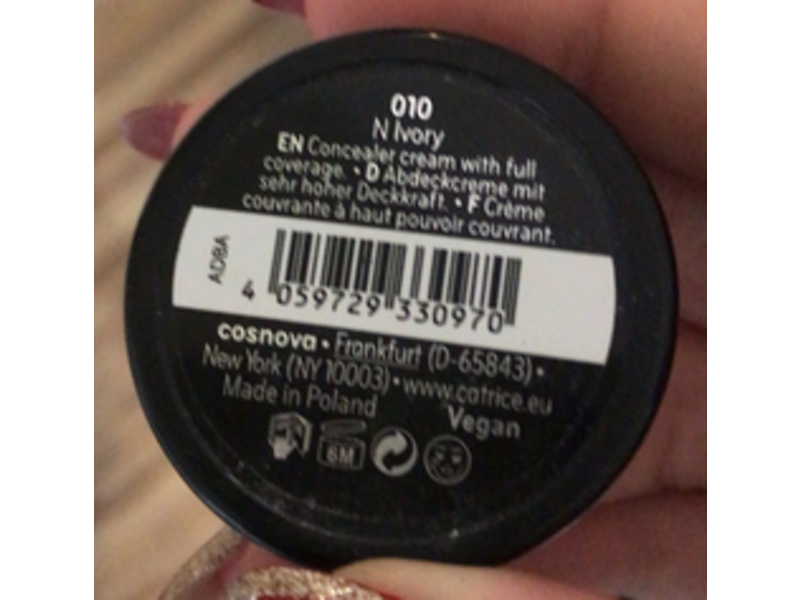 010
N Ivory
EN Concealer cream with full
coverage. • D Abdeckcreme mit
sehr hoher Deckkraft. • F Crème
couvrante à haut pouvoir couvrant.
ADBA
4 059729 330970
cosnova • Frankfurt (D-65843) •
New York (NY 10003) • www.catrice.eu
Made in Poland
Vegan
6M